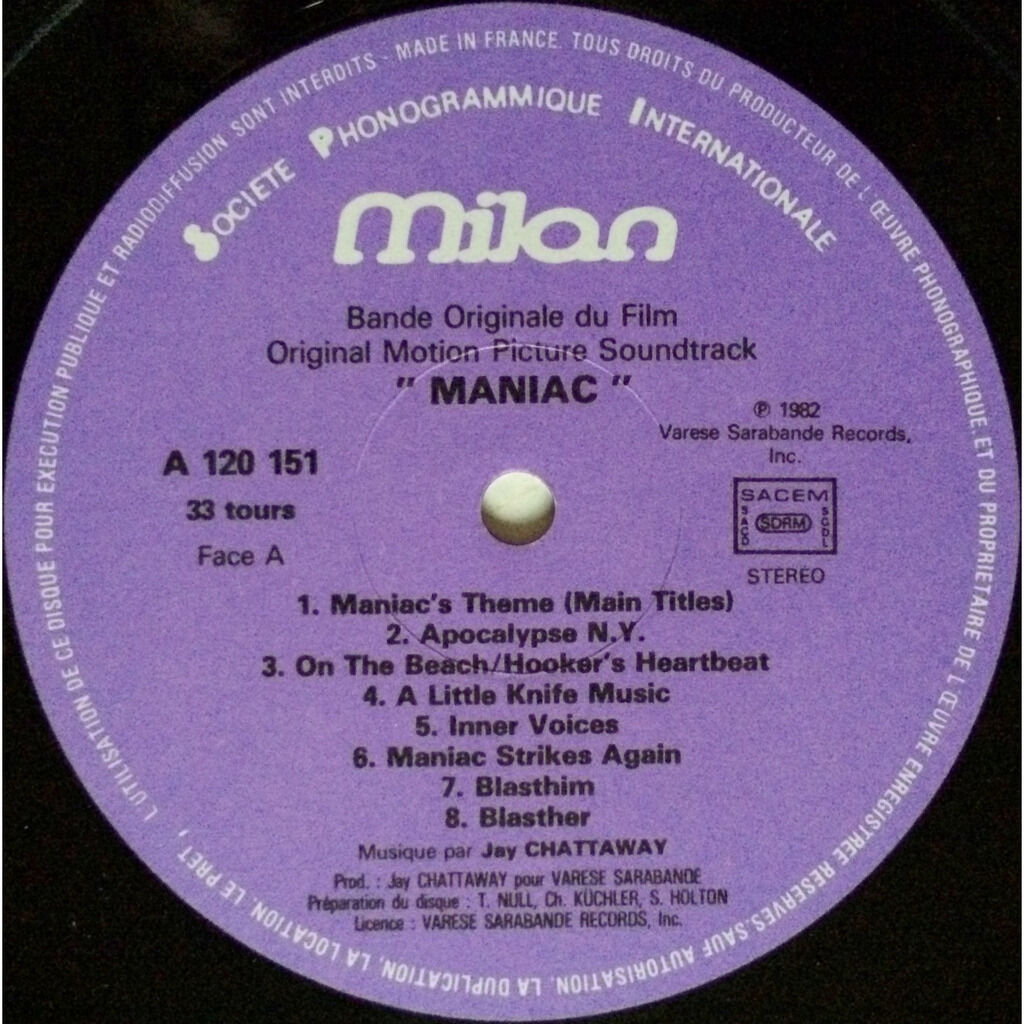 MADE IN FRANCE. TOUS DROITS DU PRODUCTEUR DE L'ŒUVRE PHONOGRAPHIQUE ET DU PROPRIETAIRE DE L'ŒUVRE ENREGISTREE RESERVES. SAUF AUTORISATION, LA DUPLICATION, LA LOCATION, LE PRET, L'UTILISATION DE CE DISQUE POUR EXECUTION PUBLIQUE ET RADIODIFFUSION SONT INTERDITS -
SOCIETE PHONOGRAMMIQUE INTERNATIONALE
milan
Bande Originale du Film
Original Motion Picture Soundtrack
" MANIAC "
℗ 1982
Varese Sarabande Records,
Inc.
A 120 151
33 tours
Face A
SACEM
SACD
SDRM
SGDL
STEREO
1. Maniac's Theme (Main Titles)
2. Apocalypse N.Y.
3. On The Beach/Hooker's Heartbeat
4. A Little Knife Music
5. Inner Voices
6. Maniac Strikes Again
7. Blasthim
8. Blasther
Musique par Jay CHATTAWAY
Prod. : Jay CHATTAWAY pour VARESE SARABANDE
Préparation du disque : T. NULL, Ch. KÜCHLER, S. HOLTON
Licence : VARESE SARABANDE RECORDS, Inc.